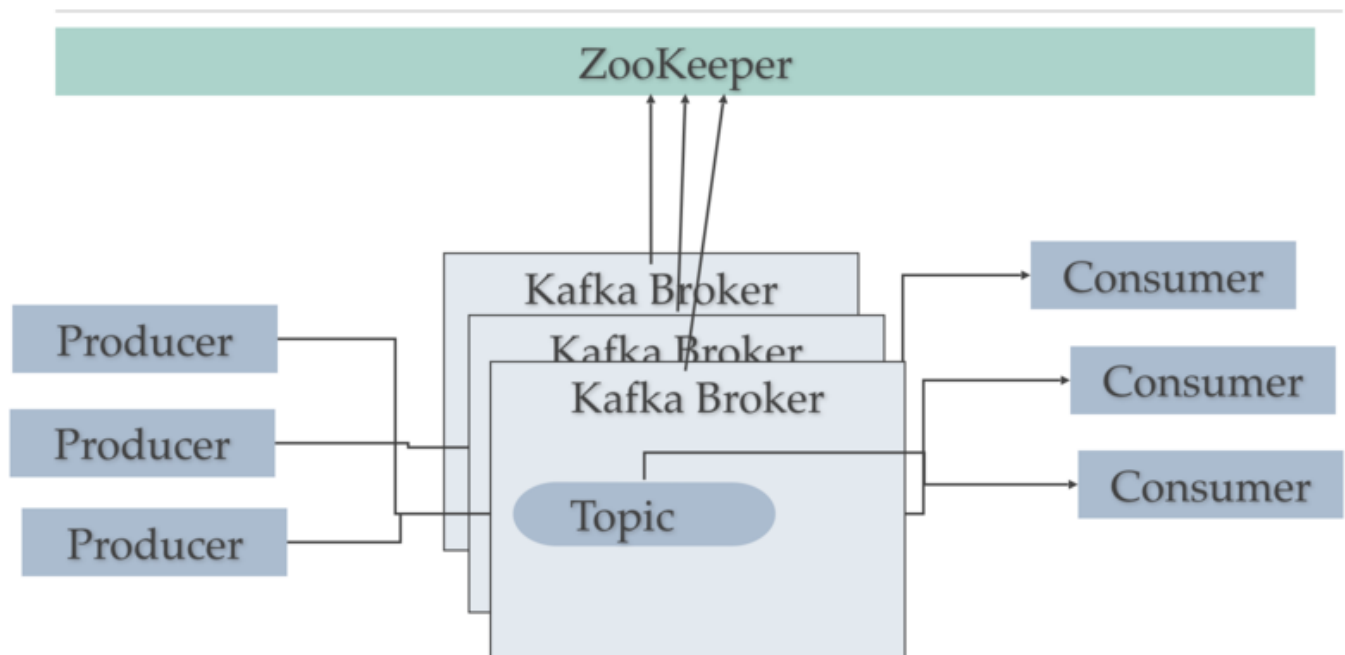 ZooKeeper
Kafka Broker
Kafka Broker
Kafka Broker
Topic
Producer
Producer
Producer
Consumer
Consumer
Consumer